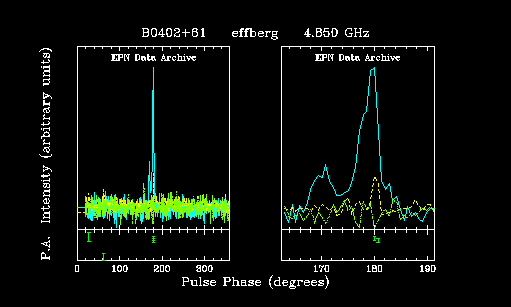 B0402+61 effberg 4.850 GHz
EPN Data Archive EPN Data Archive
Intensity (arbitrary units)
P.A.
0 100 200 300 170 180 190
Pulse Phase (degrees)